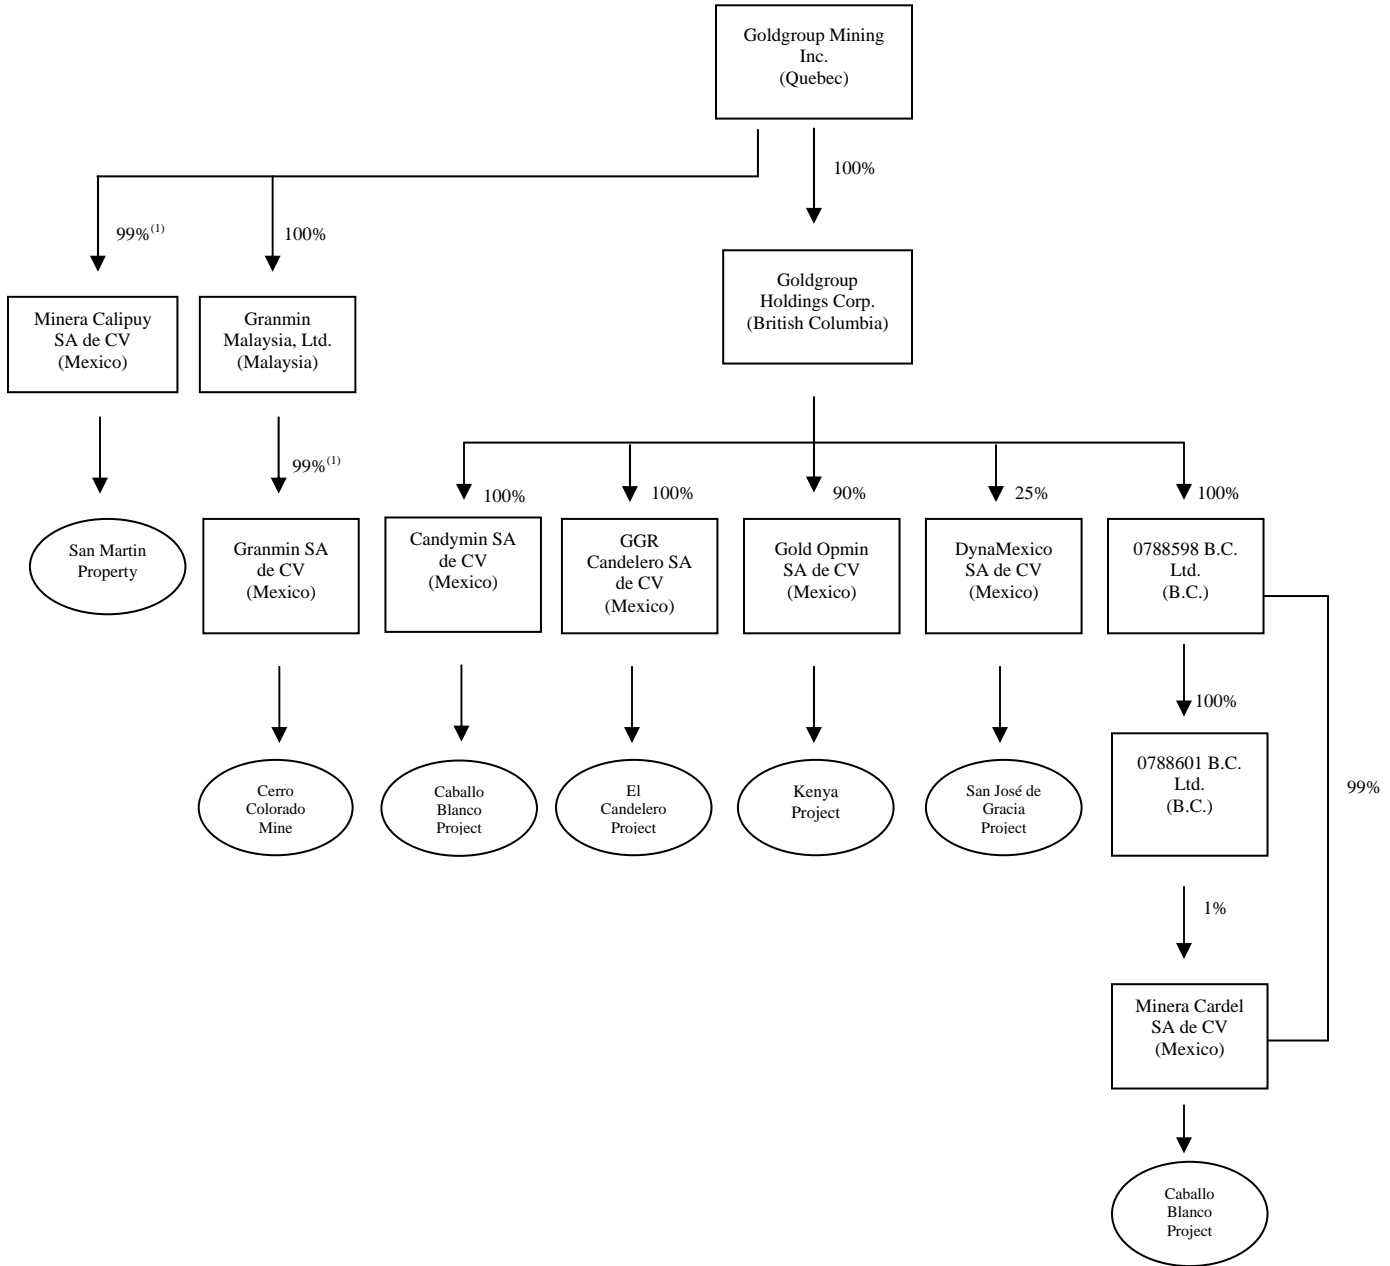 Goldgroup Mining
Inc.
(Quebec)
100%
99%(1)
100%
Goldgroup
Holdings Corp.
(British Columbia)
Minera Calipuy
SA de CV
(Mexico)
Granmin
Malaysia, Ltd.
(Malaysia)
99%(1)
100%
100%
90%
25%
100%
San Martin
Property
Granmin SA
de CV
(Mexico)
Candymin SA
de CV
(Mexico)
GGR
Candelero SA
de CV
(Mexico)
Gold Opmin
SA de CV
(Mexico)
DynaMexico
SA de CV
(Mexico)
0788598 B.C.
Ltd.
(B.C.)
100%
Cerro
Colorado
Mine
Caballo
Blanco
Project
El
Candelero
Project
Kenya
Project
San José de
Gracia
Project
0788601 B.C.
Ltd.
(B.C.)
99%
1%
Minera Cardel
SA de CV
(Mexico)
Caballo
Blanco
Project